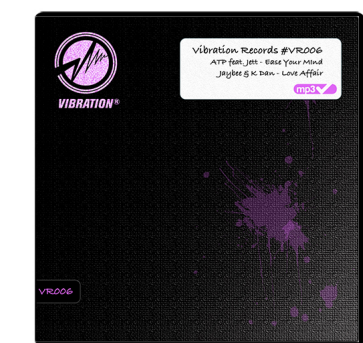 Vibration Records #VR006
ATP feat. Jett - Ease Your Mind
Jaybee & K Dan - Love Affair
mp3
VIBRATION®
VR006